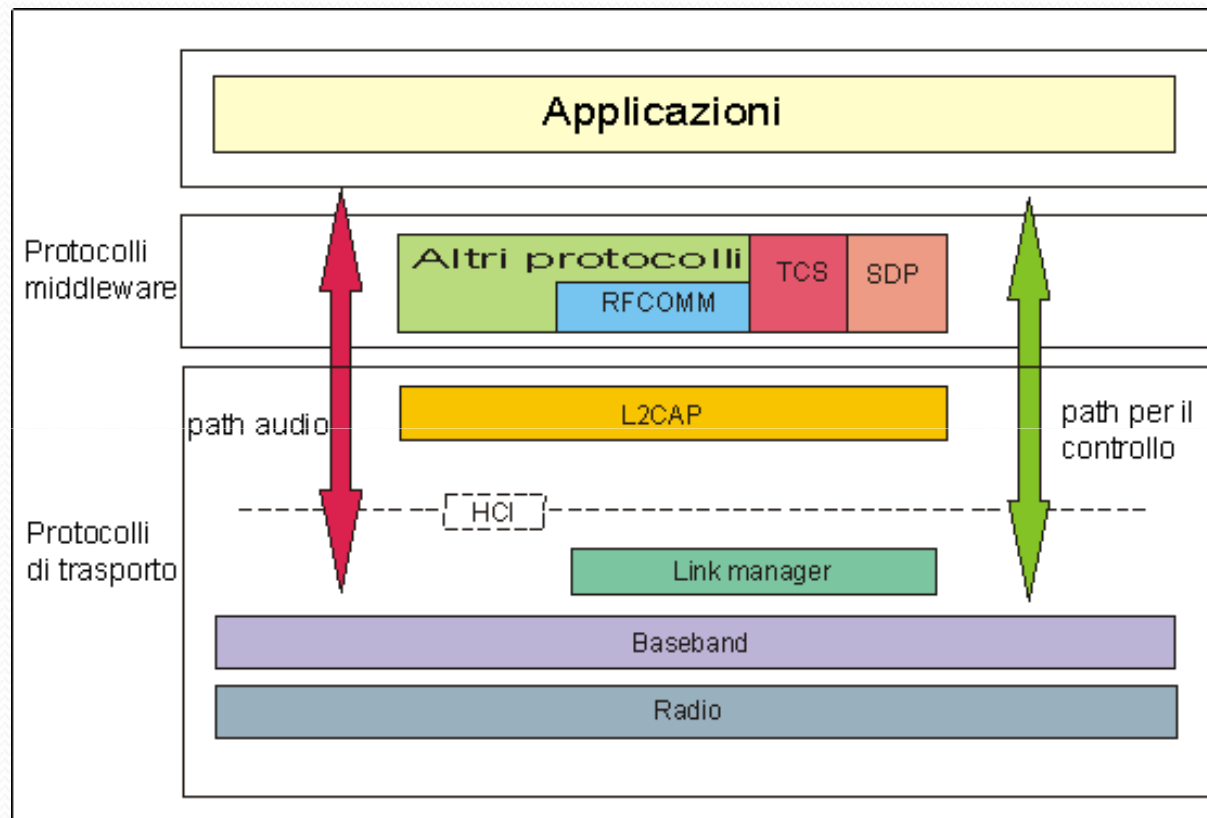 Applicazioni
Protocolli
middleware
Altri protocolli
RFCOMM
TCS
SDP
path audio
L2CAP
path per il
controllo
HCI
Protocolli
di trasporto
Link manager
Baseband
Radio